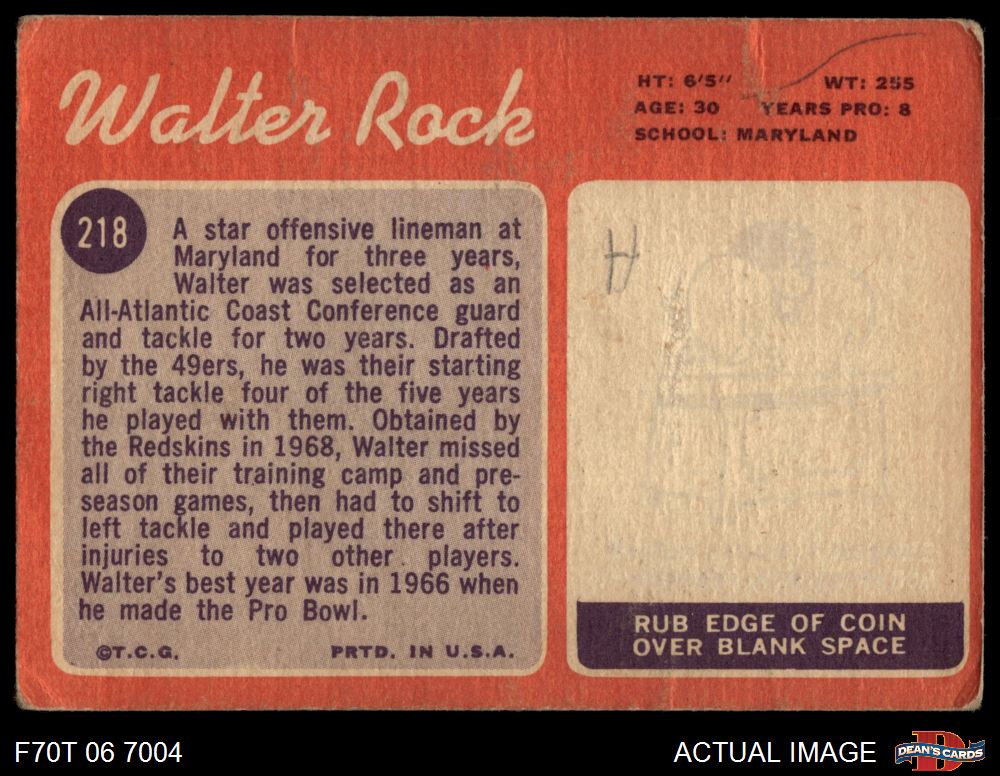 Walter Rock
HT: 6'5" WT: 255
AGE: 30 YEARS PRO: 8
SCHOOL: MARYLAND
218
A star offensive lineman at
Maryland for three years,
Walter was selected as an
All-Atlantic Coast Conference guard
and tackle for two years. Drafted
by the 49ers, he was their starting
right tackle four of the five years
he played with them. Obtained by
the Redskins in 1968, Walter missed
all of their training camp and pre-
season games, then had to shift to
left tackle and played there after
injuries to two other players.
Walter's best year was in 1966 when
he made the Pro Bowl.
©T.C.G. PRTD. IN U.S.A.
H
RUB EDGE OF COIN
OVER BLANK SPACE
F70T 06 7004
ACTUAL IMAGE
D
DEAN'S CARDS